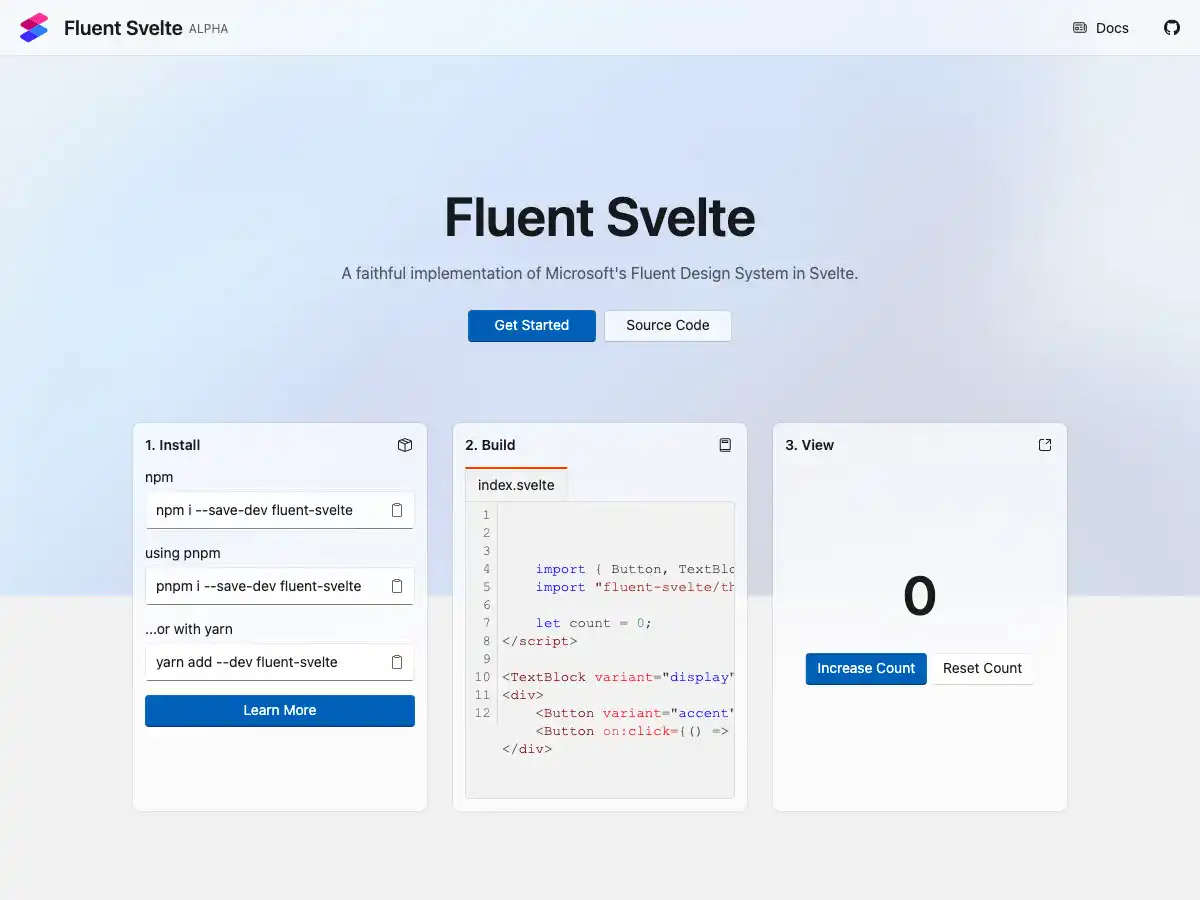 Fluent Svelte ALPHA
Docs
Fluent Svelte
A faithful implementation of Microsoft's Fluent Design System in Svelte.
Get Started
Source Code
1. Install
npm
npm i --save-dev fluent-svelte
using pnpm
pnpm i --save-dev fluent-svelte
...or with yarn
yarn add --dev fluent-svelte
Learn More
2. Build
index.svelte
1
2
3
4 import { Button, TextBlo
5 import "fluent-svelte/th
6
7 let count = 0;
8 </script>
9
10 <TextBlock variant="display"
11 <div>
12 <Button variant="accent"
<Button on:click={() =>
</div>
3. View
0
Increase Count
Reset Count